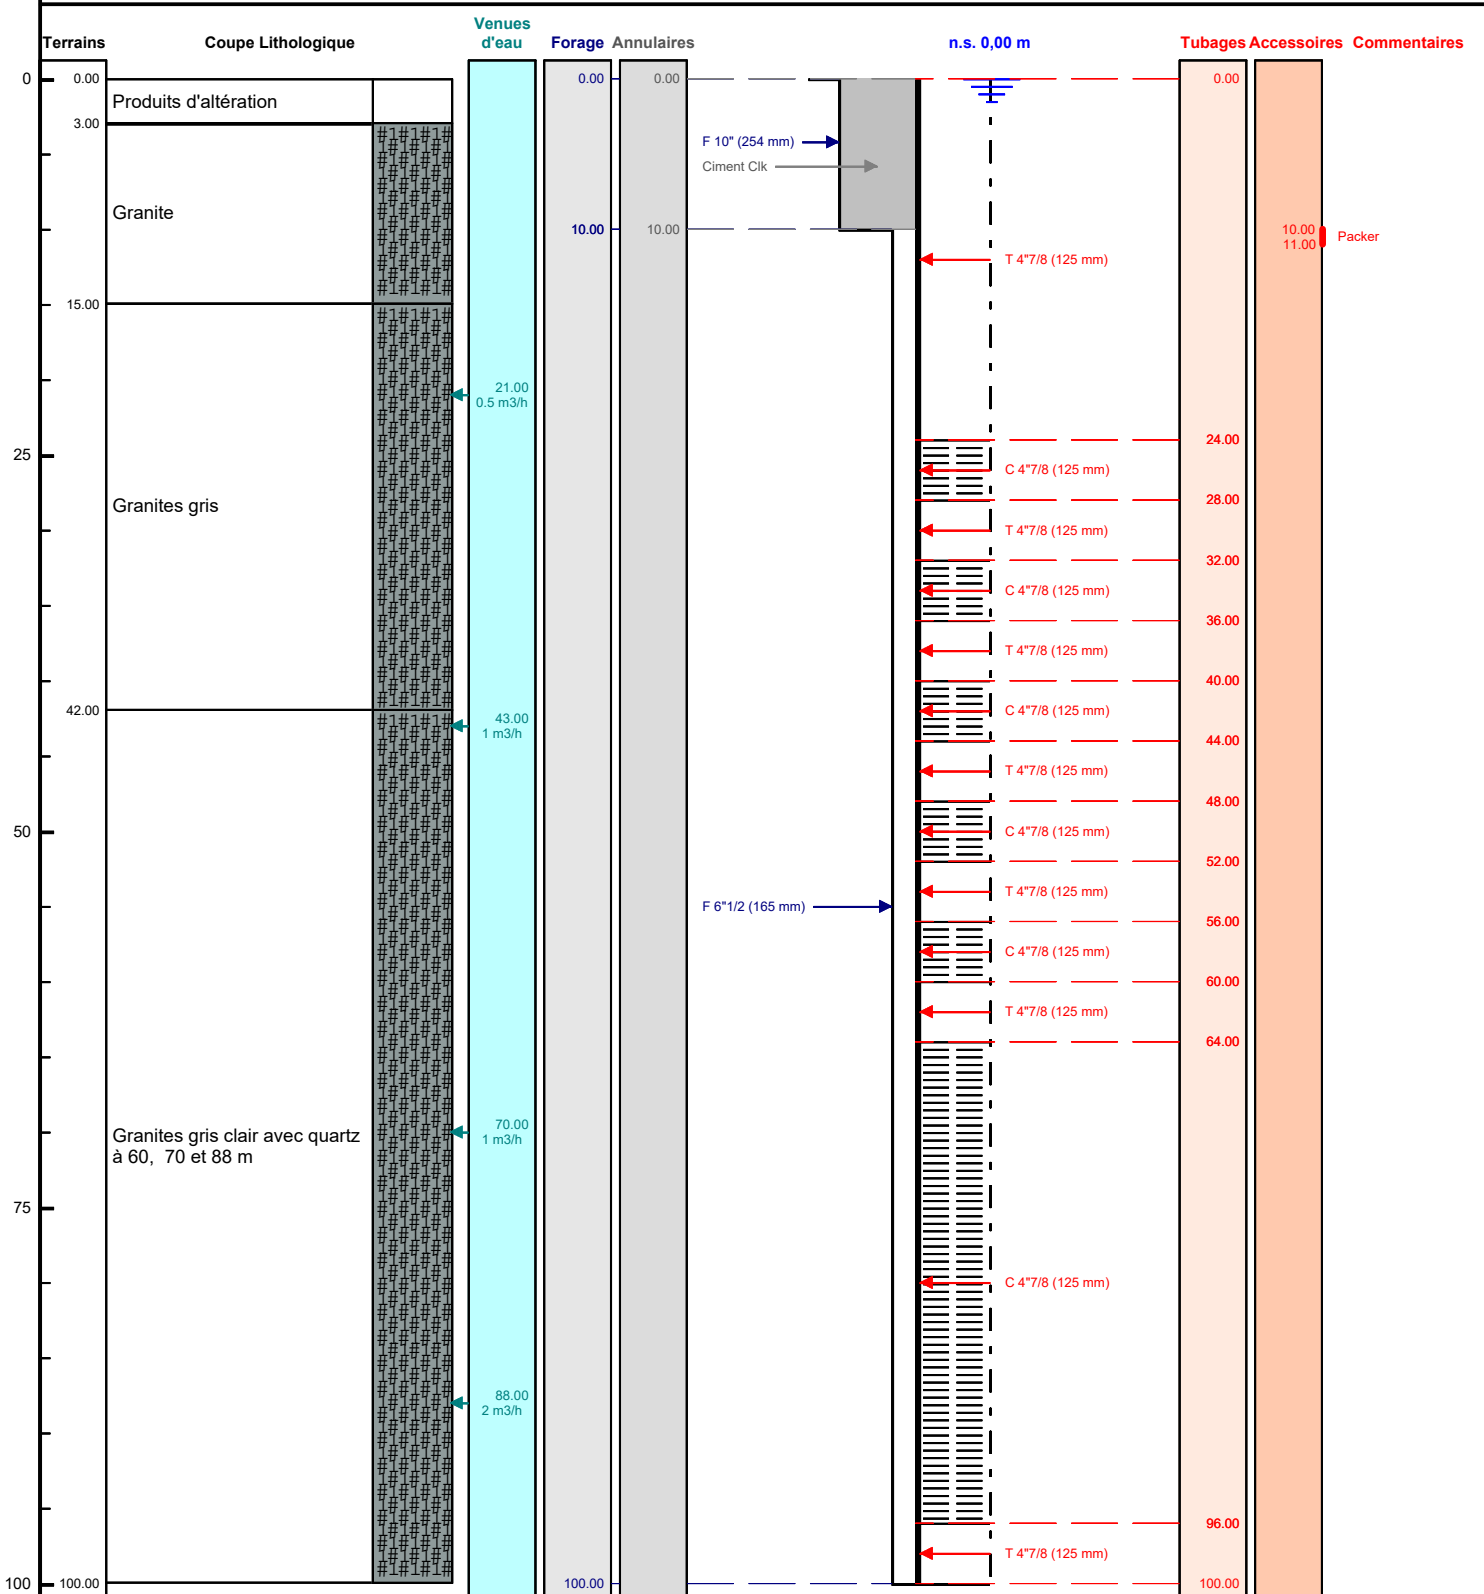 Terrains
Coupe Lithologique
Venues
d'eau
Forage
Annulaires
n.s. 0,00 m
Tubages
Accessoires
Commentaires
0
0.00
0.00
0.00
0.00
Produits d'altération
3.00
F 10" (254 mm)
Ciment Clk
Granite
10.00
10.00
10.00
11.00
Packer
T 4"7/8 (125 mm)
15.00
21.00
0.5 m3/h
24.00
25
C 4"7/8 (125 mm)
28.00
Granites gris
T 4"7/8 (125 mm)
32.00
C 4"7/8 (125 mm)
36.00
T 4"7/8 (125 mm)
40.00
42.00
C 4"7/8 (125 mm)
43.00
1 m3/h
44.00
T 4"7/8 (125 mm)
48.00
50
C 4"7/8 (125 mm)
52.00
T 4"7/8 (125 mm)
F 6"1/2 (165 mm)
56.00
C 4"7/8 (125 mm)
60.00
T 4"7/8 (125 mm)
64.00
70.00
1 m3/h
Granites gris clair avec quartz
à 60, 70 et 88 m
75
C 4"7/8 (125 mm)
88.00
2 m3/h
96.00
T 4"7/8 (125 mm)
100
100.00
100.00
100.00